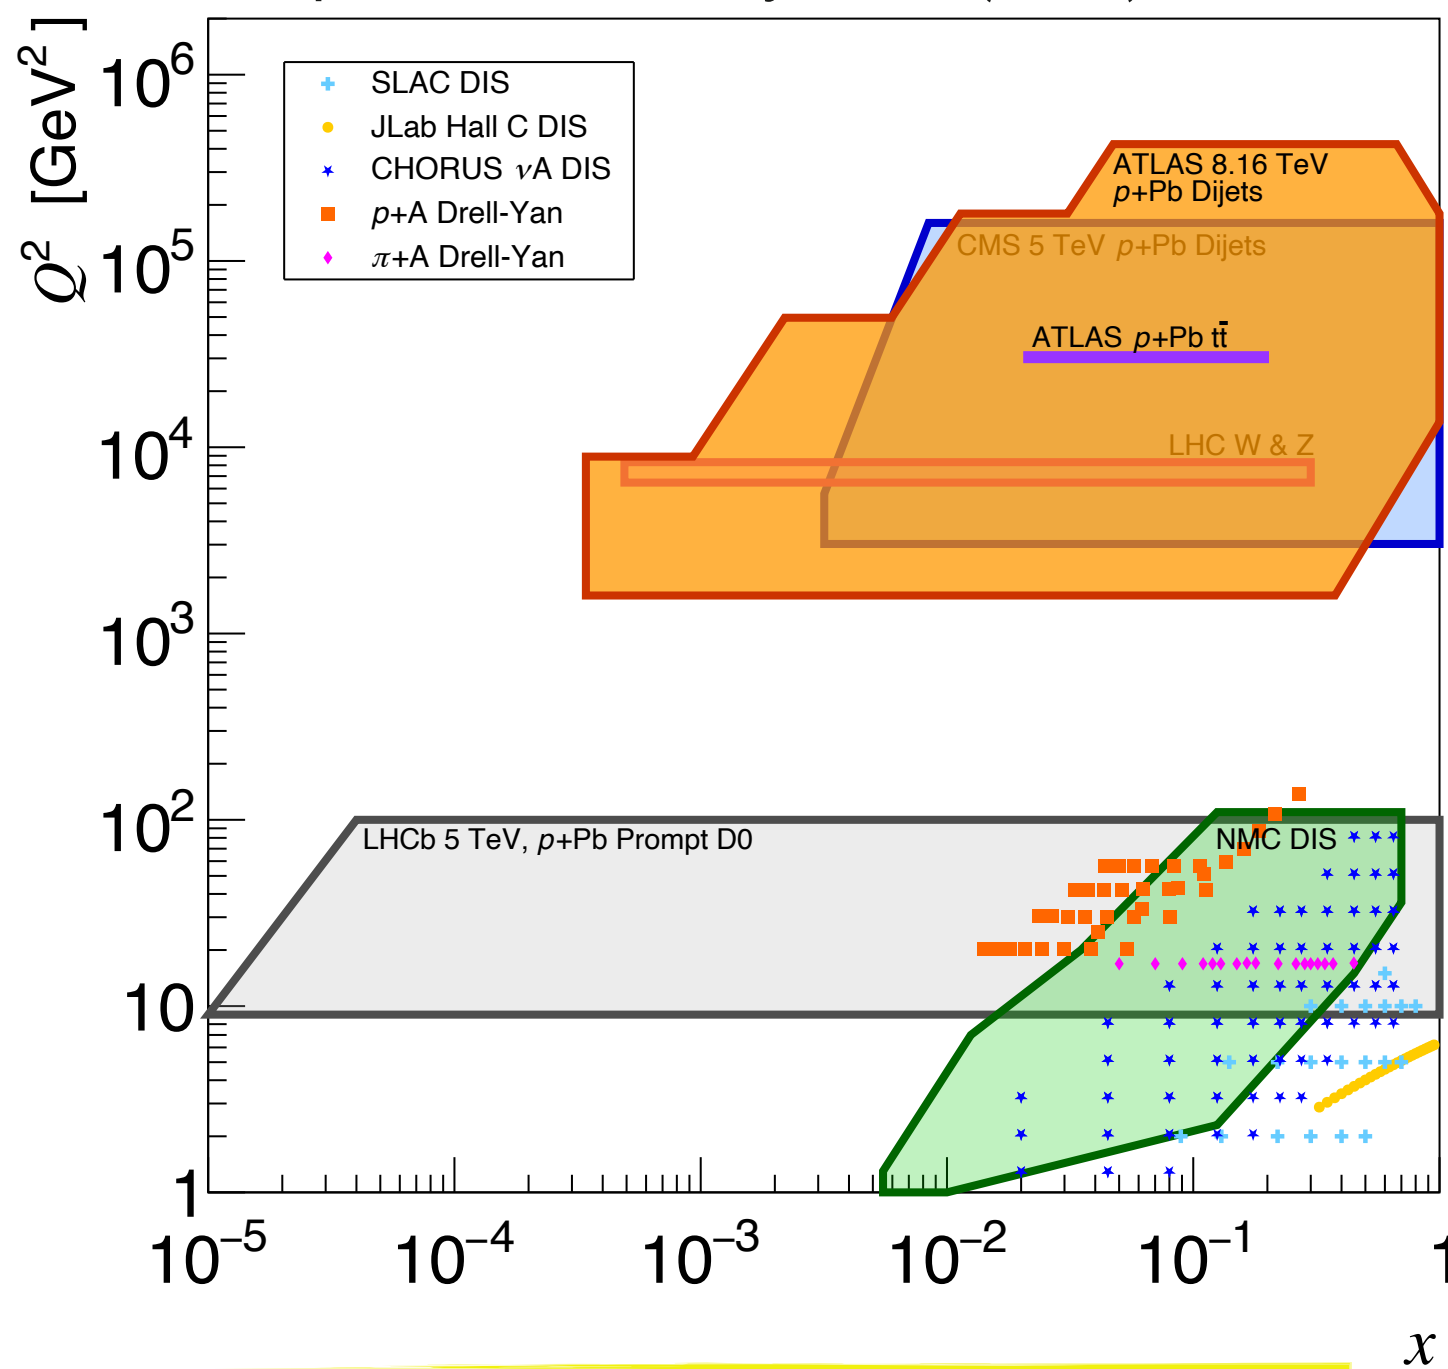 Q² [GeV²]
10⁶
10⁵
10⁴
10³
10²
10
1
SLAC DIS
JLab Hall C DIS
CHORUS νA DIS
p+A Drell-Yan
π+A Drell-Yan
ATLAS 8.16 TeV
p+Pb Dijets
CMS 5 TeV p+Pb Dijets
ATLAS p+Pb tt̄
LHC W & Z
LHCb 5 TeV, p+Pb Prompt D0
NMC DIS
10⁻⁵ 10⁻⁴ 10⁻³ 10⁻² 10⁻¹ 1
x